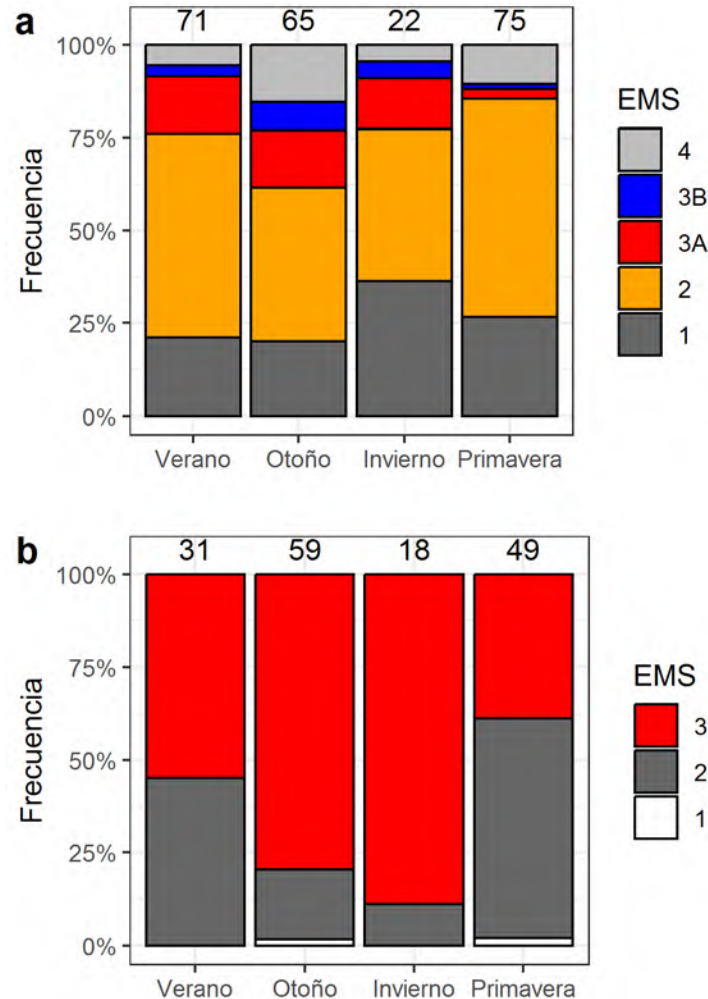 a
71 65 22 75
100%
75%
50%
25%
0%
Frecuencia
Verano Otoño Invierno Primavera
EMS
4
3B
3A
2
1
b
31 59 18 49
100%
75%
50%
25%
0%
Frecuencia
Verano Otoño Invierno Primavera
EMS
3
2
1